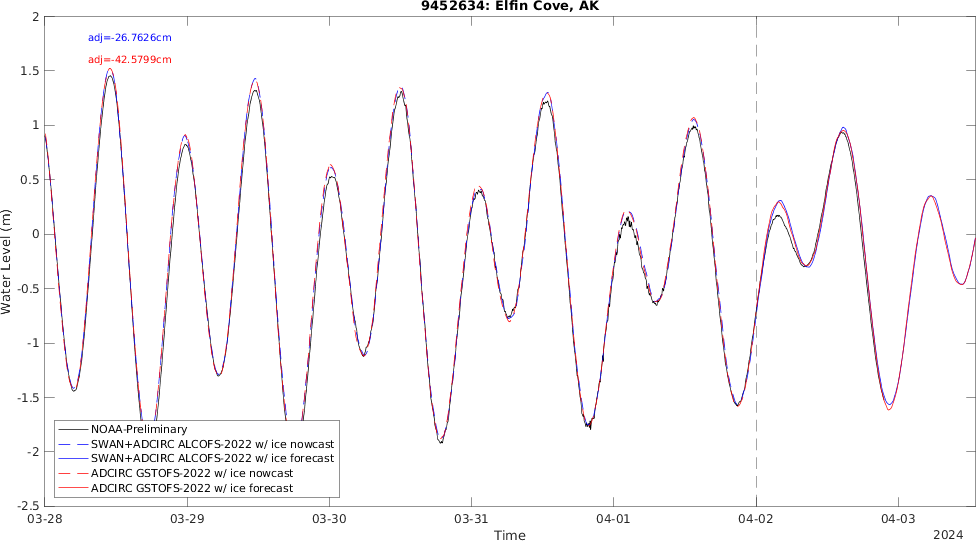 9452634: Elfin Cove, AK
adj=-26.7626cm
adj=-42.5799cm
Water Level (m)
2
1.5
1
0.5
0
-0.5
-1
-1.5
-2
-2.5
NOAA-Preliminary
SWAN+ADCIRC ALCOFS-2022 w/ ice nowcast
SWAN+ADCIRC ALCOFS-2022 w/ ice forecast
ADCIRC GSTOFS-2022 w/ ice nowcast
ADCIRC GSTOFS-2022 w/ ice forecast
03-28 03-29 03-30 03-31 04-01 04-02 04-03
Time
2024